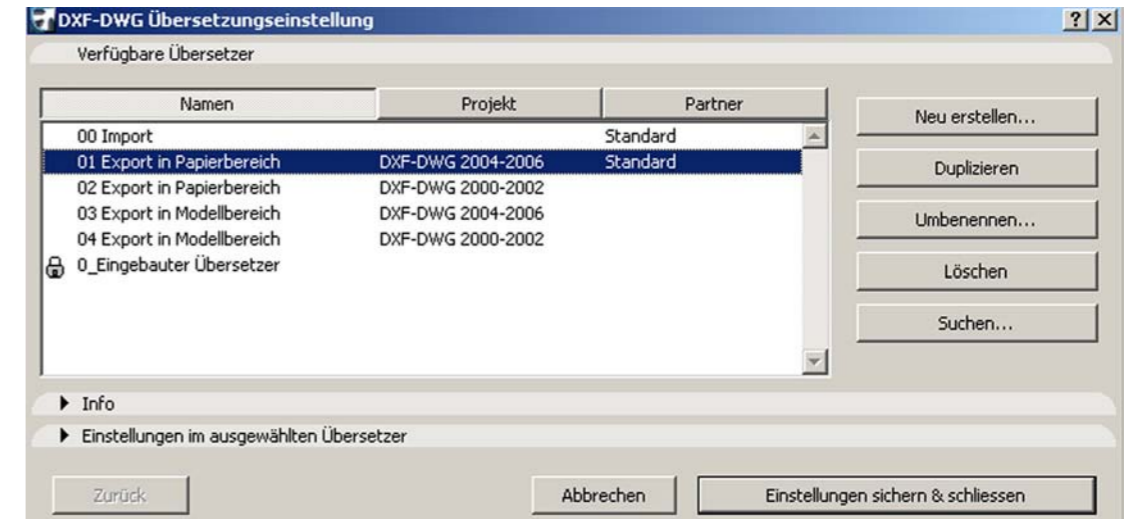 DXF-DWG Übersetzungseinstellung
Verfügbare Übersetzer
Namen Projekt Partner
00 Import Standard
01 Export in Papierbereich DXF-DWG 2004-2006 Standard
02 Export in Papierbereich DXF-DWG 2000-2002
03 Export in Modellbereich DXF-DWG 2004-2006
04 Export in Modellbereich DXF-DWG 2000-2002
0_Eingebauter Übersetzer
Neu erstellen...
Duplizieren
Umbenennen...
Löschen
Suchen...
Info
Einstellungen im ausgewählten Übersetzer
Zurück Abbrechen Einstellungen sichern & schliessen